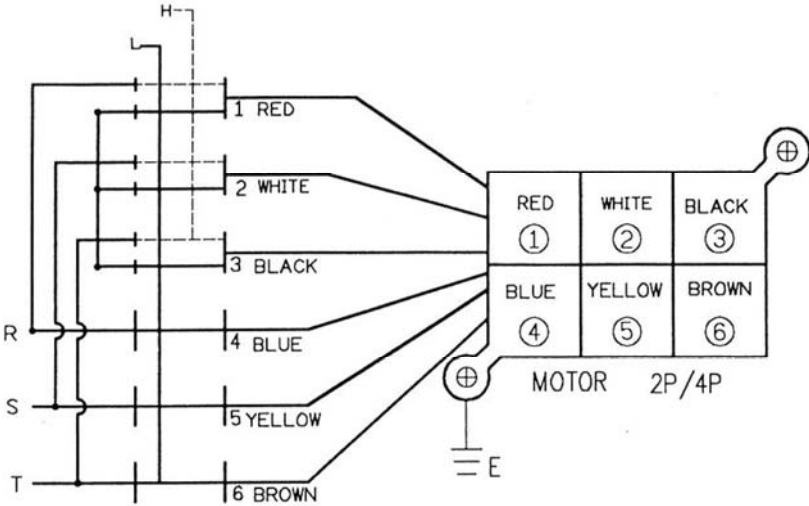 H
L
1 RED
2 WHITE
3 BLACK
R
4 BLUE
S
5 YELLOW
T
6 BROWN
RED WHITE BLACK
1 2 3
BLUE YELLOW BROWN
4 5 6
MOTOR 2P/4P
E